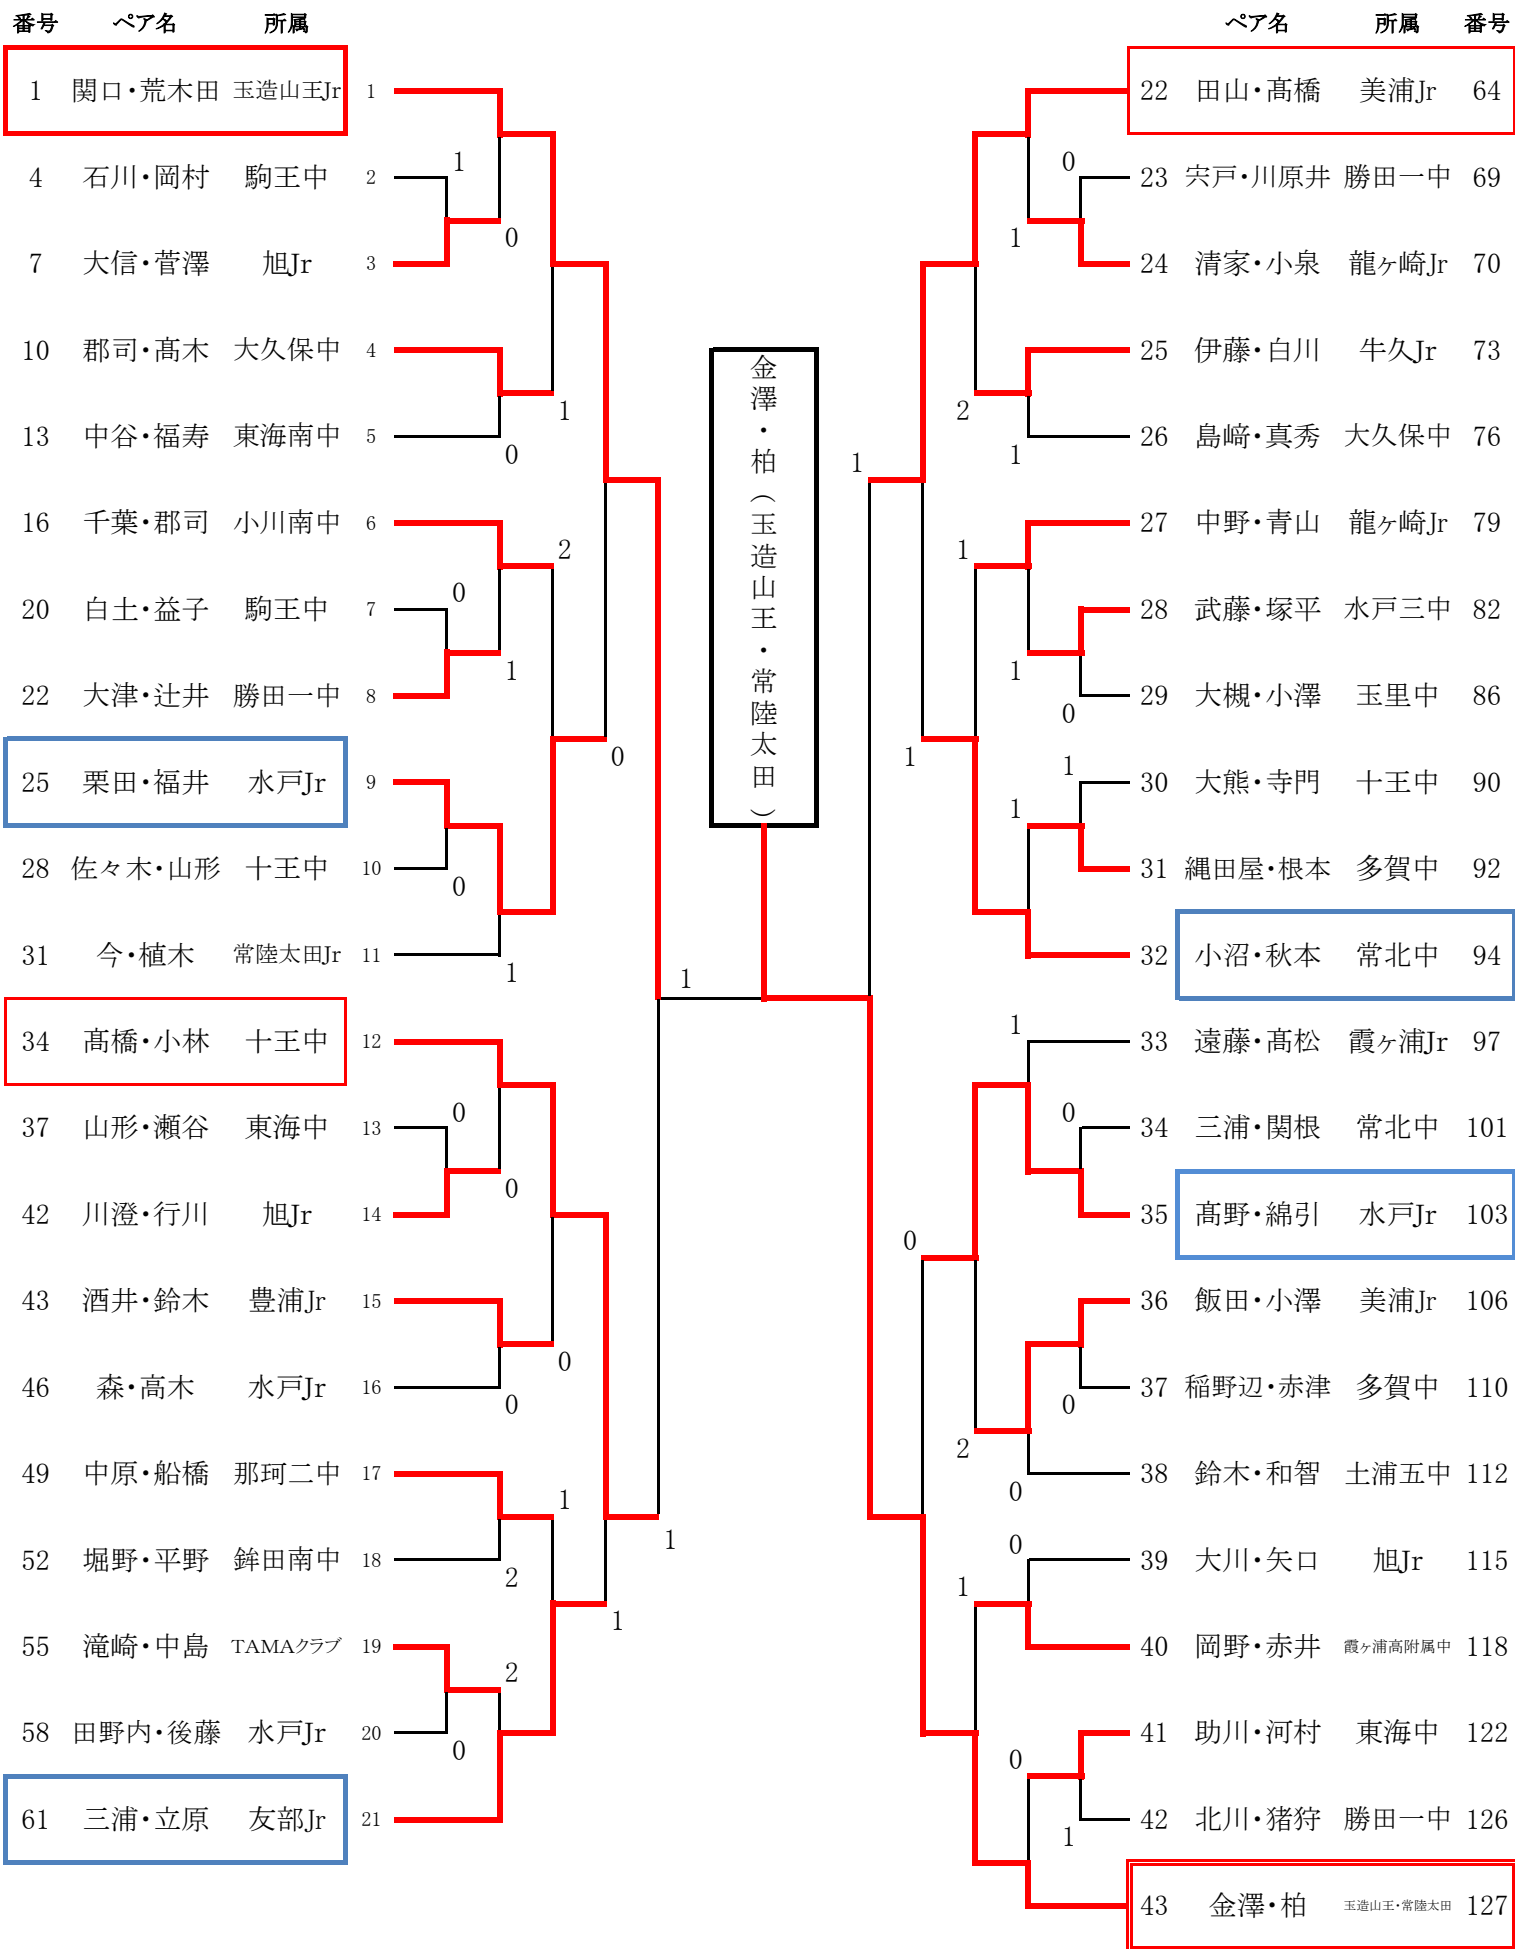 番号 ペア名 所属
1 関口・荒木田 玉造山王Jr 1
4 石川・岡村 駒王中 2
7 大信・菅澤 旭Jr 3
10 郡司・髙木 大久保中 4
13 中谷・福寿 東海南中 5
16 千葉・郡司 小川南中 6
20 白土・益子 駒王中 7
22 大津・辻井 勝田一中 8
25 栗田・福井 水戸Jr 9
28 佐々木・山形 十王中 10
31 今・植木 常陸太田Jr 11
34 髙橋・小林 十王中 12
37 山形・瀬谷 東海中 13
42 川澄・行川 旭Jr 14
43 酒井・鈴木 豊浦Jr 15
46 森・高木 水戸Jr 16
49 中原・船橋 那珂二中 17
52 堀野・平野 鉾田南中 18
55 滝崎・中島 TAMAクラブ 19
58 田野内・後藤 水戸Jr 20
61 三浦・立原 友部Jr 21
1
0
1
0
2
0
1
0
0
1
0
0
0
0
1
2
1
2
0
1
1
金澤・柏（玉造山王・常陸太田）
1
0
1
2
1
1
1
1
0
1
1
1
0
0
2
0
0
1
0
1
ペア名 所属 番号
22 田山・髙橋 美浦Jr 64
23 宍戸・川原井 勝田一中 69
24 清家・小泉 龍ヶ崎Jr 70
25 伊藤・白川 牛久Jr 73
26 島﨑・真秀 大久保中 76
27 中野・青山 龍ヶ崎Jr 79
28 武藤・塚平 水戸三中 82
29 大槻・小澤 玉里中 86
30 大熊・寺門 十王中 90
31 縄田屋・根本 多賀中 92
32 小沼・秋本 常北中 94
33 遠藤・髙松 霞ヶ浦Jr 97
34 三浦・関根 常北中 101
35 髙野・綿引 水戸Jr 103
36 飯田・小澤 美浦Jr 106
37 稲野辺・赤津 多賀中 110
38 鈴木・和智 土浦五中 112
39 大川・矢口 旭Jr 115
40 岡野・赤井 霞ヶ浦高附属中 118
41 助川・河村 東海中 122
42 北川・猪狩 勝田一中 126
43 金澤・柏 玉造山王・常陸太田 127